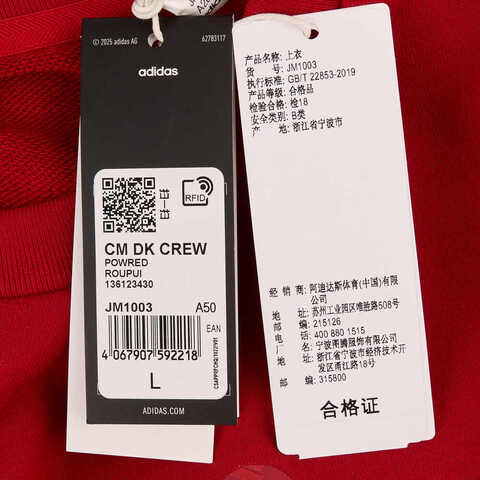 © 2025 adidas AG 62783117
adidas
RFID
CM DK CREW
POWRED
ROUPUI
136123430
JM1003 A50
EAN
4 067907 592218
L
ADIDAS.COM
产品名称: 上衣
货 号: JM1003
执行标准: GB/T 22853-2019
产品等级: 合格品
检验合格: 检18
安全类别: B类
产 地: 浙江省宁波市
经 销 商: 阿迪达斯体育(中国)有限
公司
地 址: 苏州工业园区唯胜路508号
邮 编: 215126
电 话: 400 880 1515
厂 名: 宁波阁腾服饰有限公司
地 址: 浙江省宁波市经济技术开
发区甬江路8号
邮 编: 315800
合格证